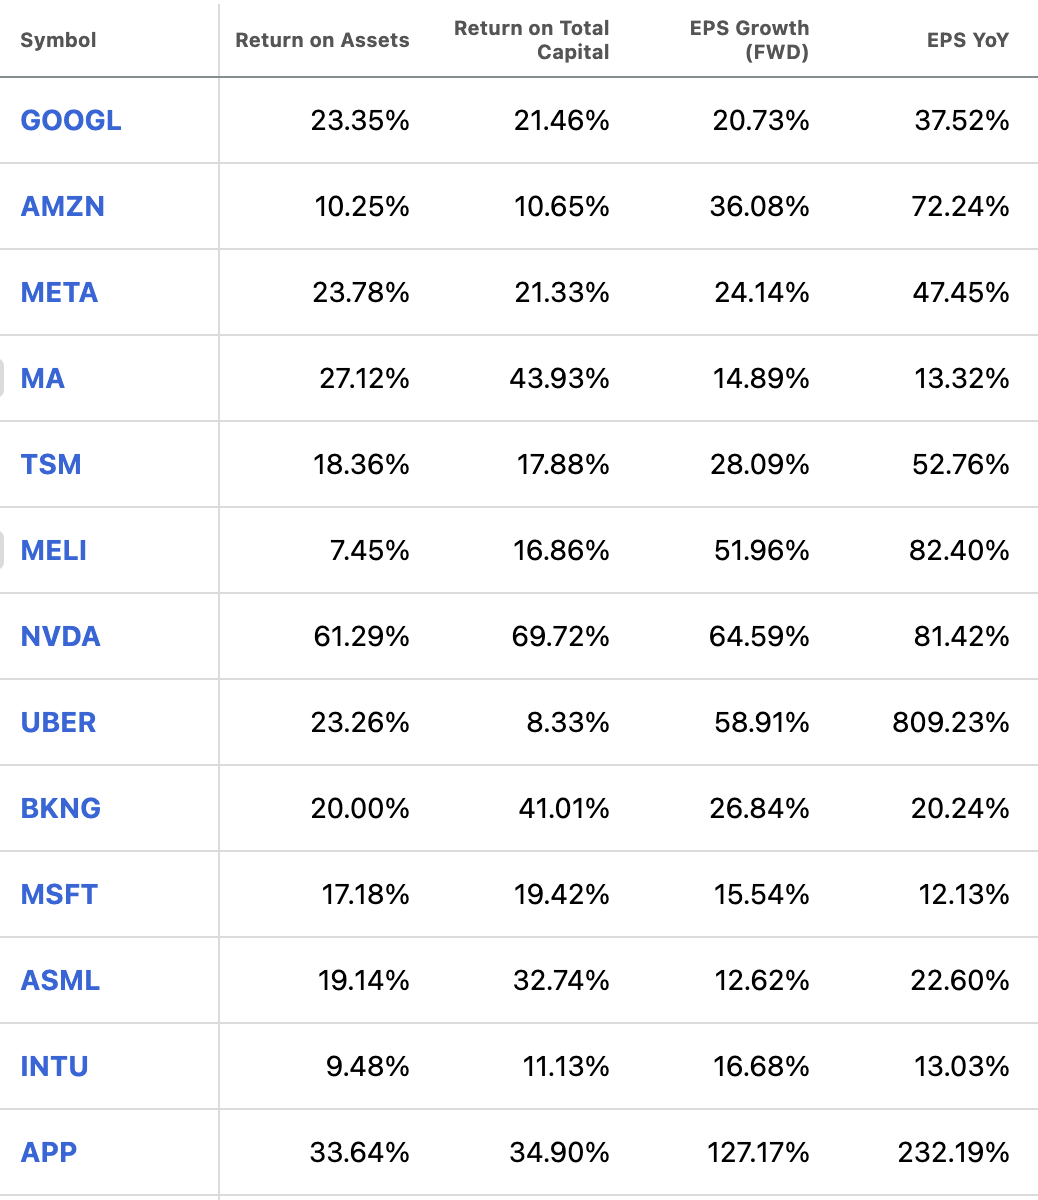 Symbol Return on Assets Return on Total Capital EPS Growth (FWD) EPS YoY
GOOGL 23.35% 21.46% 20.73% 37.52%
AMZN 10.25% 10.65% 36.08% 72.24%
META 23.78% 21.33% 24.14% 47.45%
MA 27.12% 43.93% 14.89% 13.32%
TSM 18.36% 17.88% 28.09% 52.76%
MELI 7.45% 16.86% 51.96% 82.40%
NVDA 61.29% 69.72% 64.59% 81.42%
UBER 23.26% 8.33% 58.91% 809.23%
BKNG 20.00% 41.01% 26.84% 20.24%
MSFT 17.18% 19.42% 15.54% 12.13%
ASML 19.14% 32.74% 12.62% 22.60%
INTU 9.48% 11.13% 16.68% 13.03%
APP 33.64% 34.90% 127.17% 232.19%